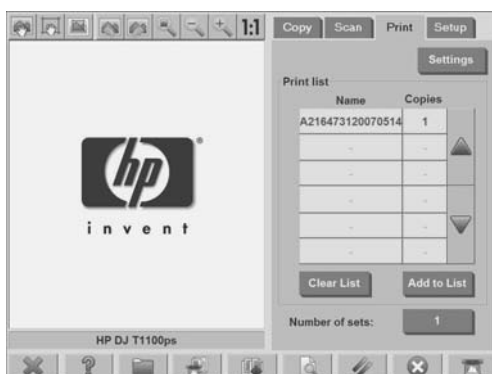 1:1
Copy
Scan
Print
Setup
Settings
Print list
Name
Copies
A216473120070514
1
hp
invent
Clear List
Add to List
Number of sets:
1
HP DJ T1100ps